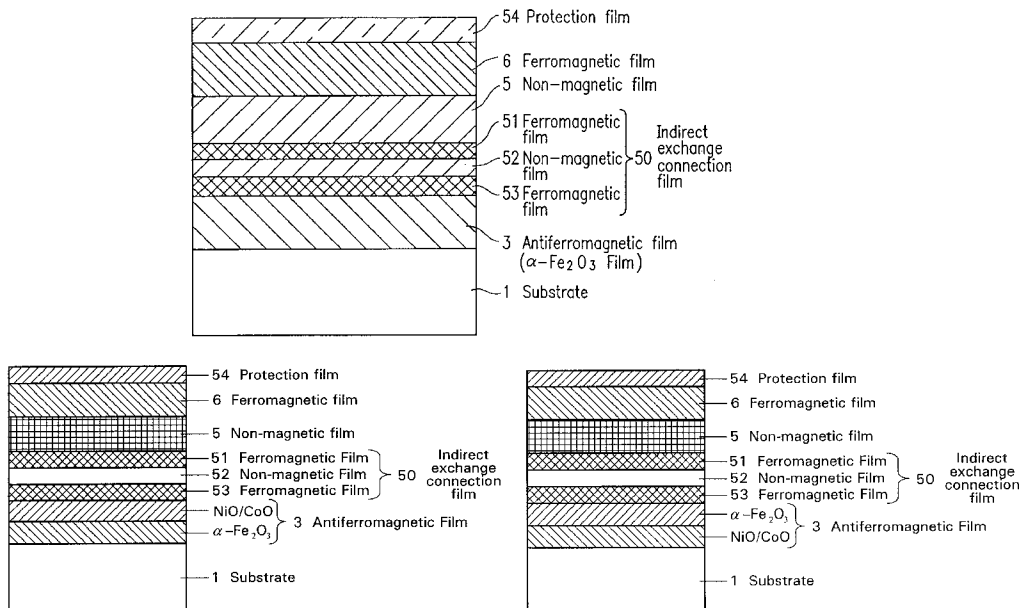 54 Protection film
6 Ferromagnetic film
5 Non-magnetic film
51 Ferromagnetic
film
52 Non-magnetic
film
53 Ferromagnetic
film
50 Indirect
exchange
connection
film
3 Antiferromagnetic film
(α-Fe2O3 Film)
1 Substrate
54 Protection film
6 Ferromagnetic film
5 Non-magnetic film
51 Ferromagnetic Film
52 Non-magnetic Film
53 Ferromagnetic Film
50 Indirect
exchange
connection
film
NiO/CoO
α-Fe2O3
3 Antiferromagnetic Film
1 Substrate
54 Protection film
6 Ferromagnetic film
5 Non-magnetic film
51 Ferromagnetic Film
52 Non-magnetic Film
53 Ferromagnetic Film
50 Indirect
exchange
connection
film
α-Fe2O3
NiO/CoO
3 Antiferromagnetic Film
1 Substrate